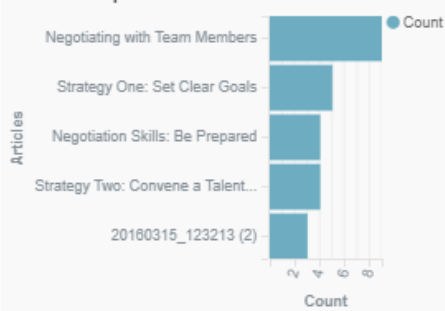 Count
Negotiating with Team Members
Strategy One: Set Clear Goals
Negotiation Skills: Be Prepared
Strategy Two: Convene a Talent...
20160315_123213 (2)
Articles
2
4
6
8
Count